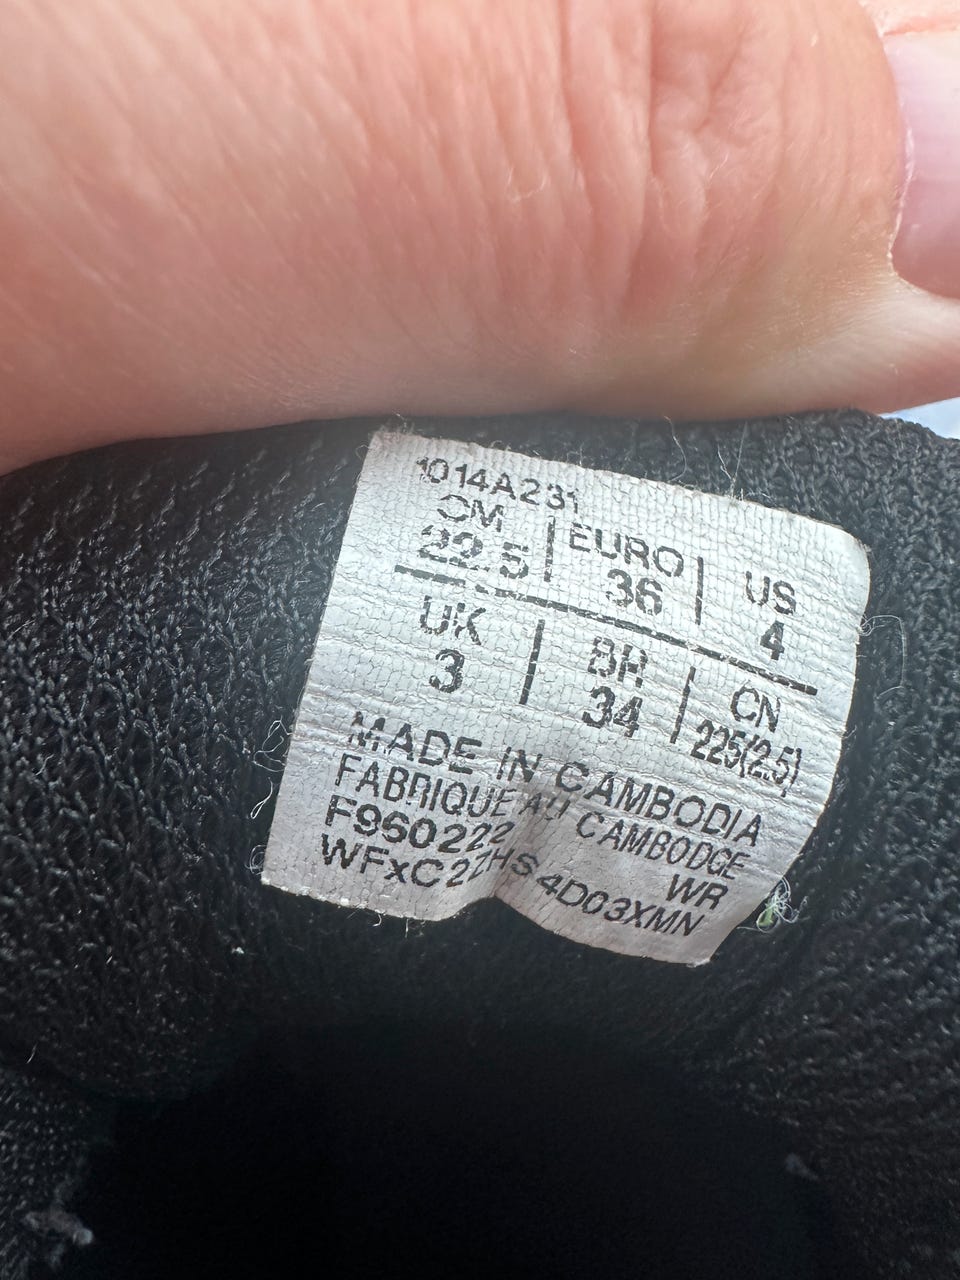 1014A231
CM EURO US
22.5 36 4
UK BR CN
3 34 225(2.5)
MADE IN CAMBODIA
FABRIQUE AU CAMBODGE
F960222 WR
WFxC2ZHS4D03XMN